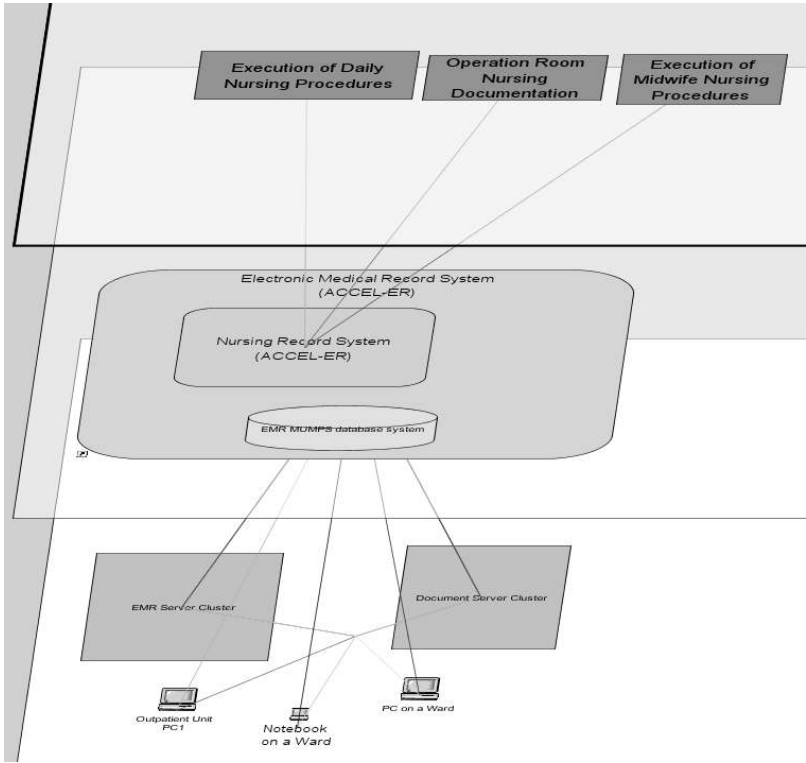 Execution of Daily
Nursing Procedures
Operation Room
Nursing
Documentation
Execution of
Midwife Nursing
Procedures
Electronic Medical Record System
(ACCEL-ER)
Nursing Record System
(ACCEL-ER)
EMR MUMPS database system
EMR Server Cluster
Document Server Cluster
Outpatient Unit
PC1
Notebook
on a Ward
PC on a Ward